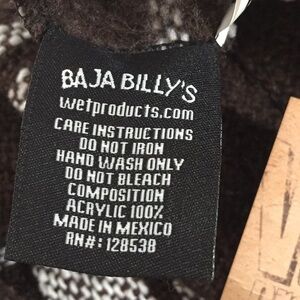 BAJA BILLY'S
wetproducts.com
CARE INSTRUCTIONS
DO NOT IRON
HAND WASH ONLY
DO NOT BLEACH
COMPOSITION
ACRYLIC 100%
MADE IN MEXICO
RN#: 128538